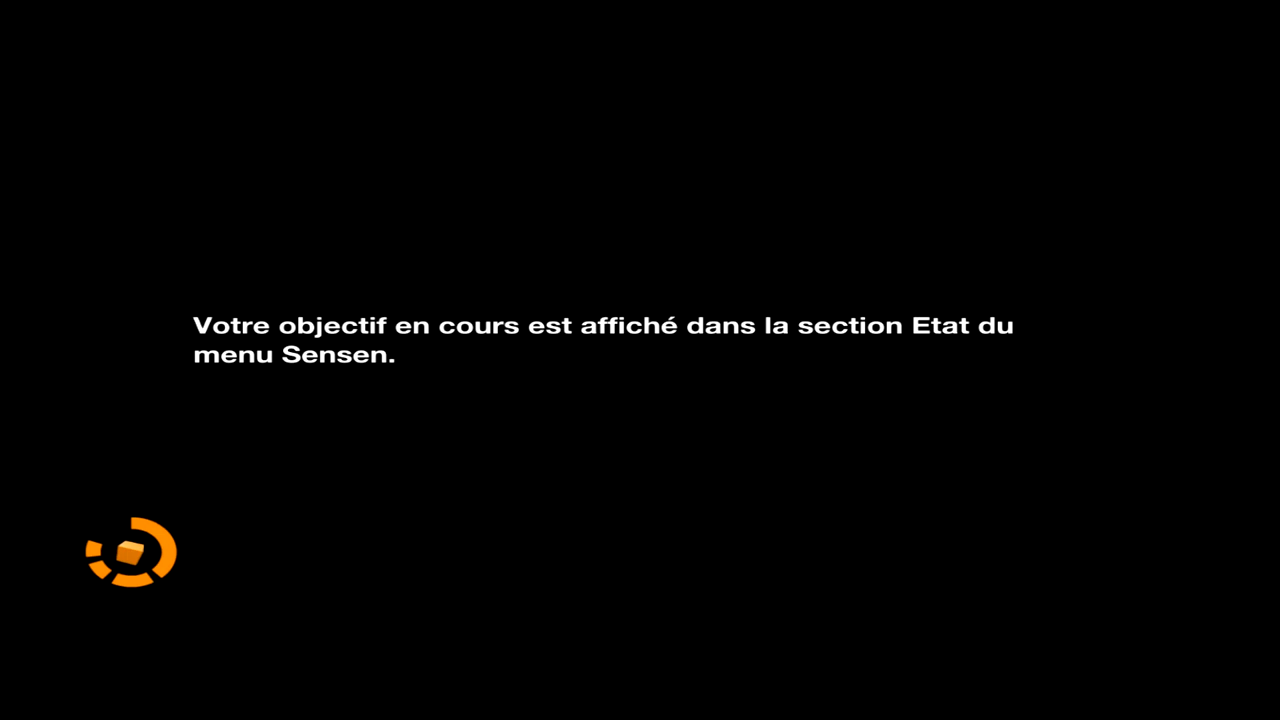 Votre objectif en cours est affiché dans la section Etat du
menu Sensen.